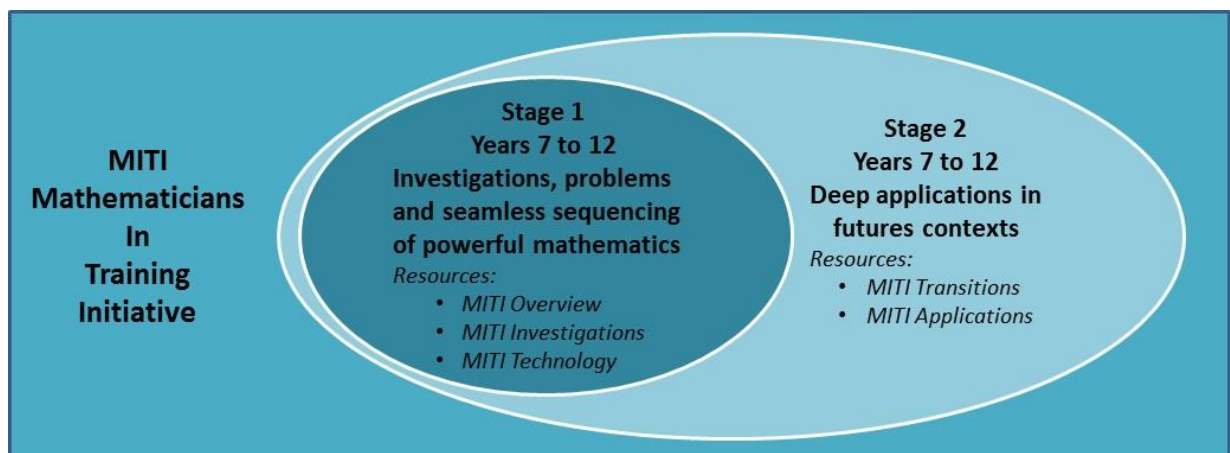 MITI
Mathematicians
In
Training
Initiative
Stage 1
Years 7 to 12
Investigations, problems
and seamless sequencing
of powerful mathematics
Resources:
• MITI Overview
• MITI Investigations
• MITI Technology
Stage 2
Years 7 to 12
Deep applications in
futures contexts
Resources:
• MITI Transitions
• MITI Applications